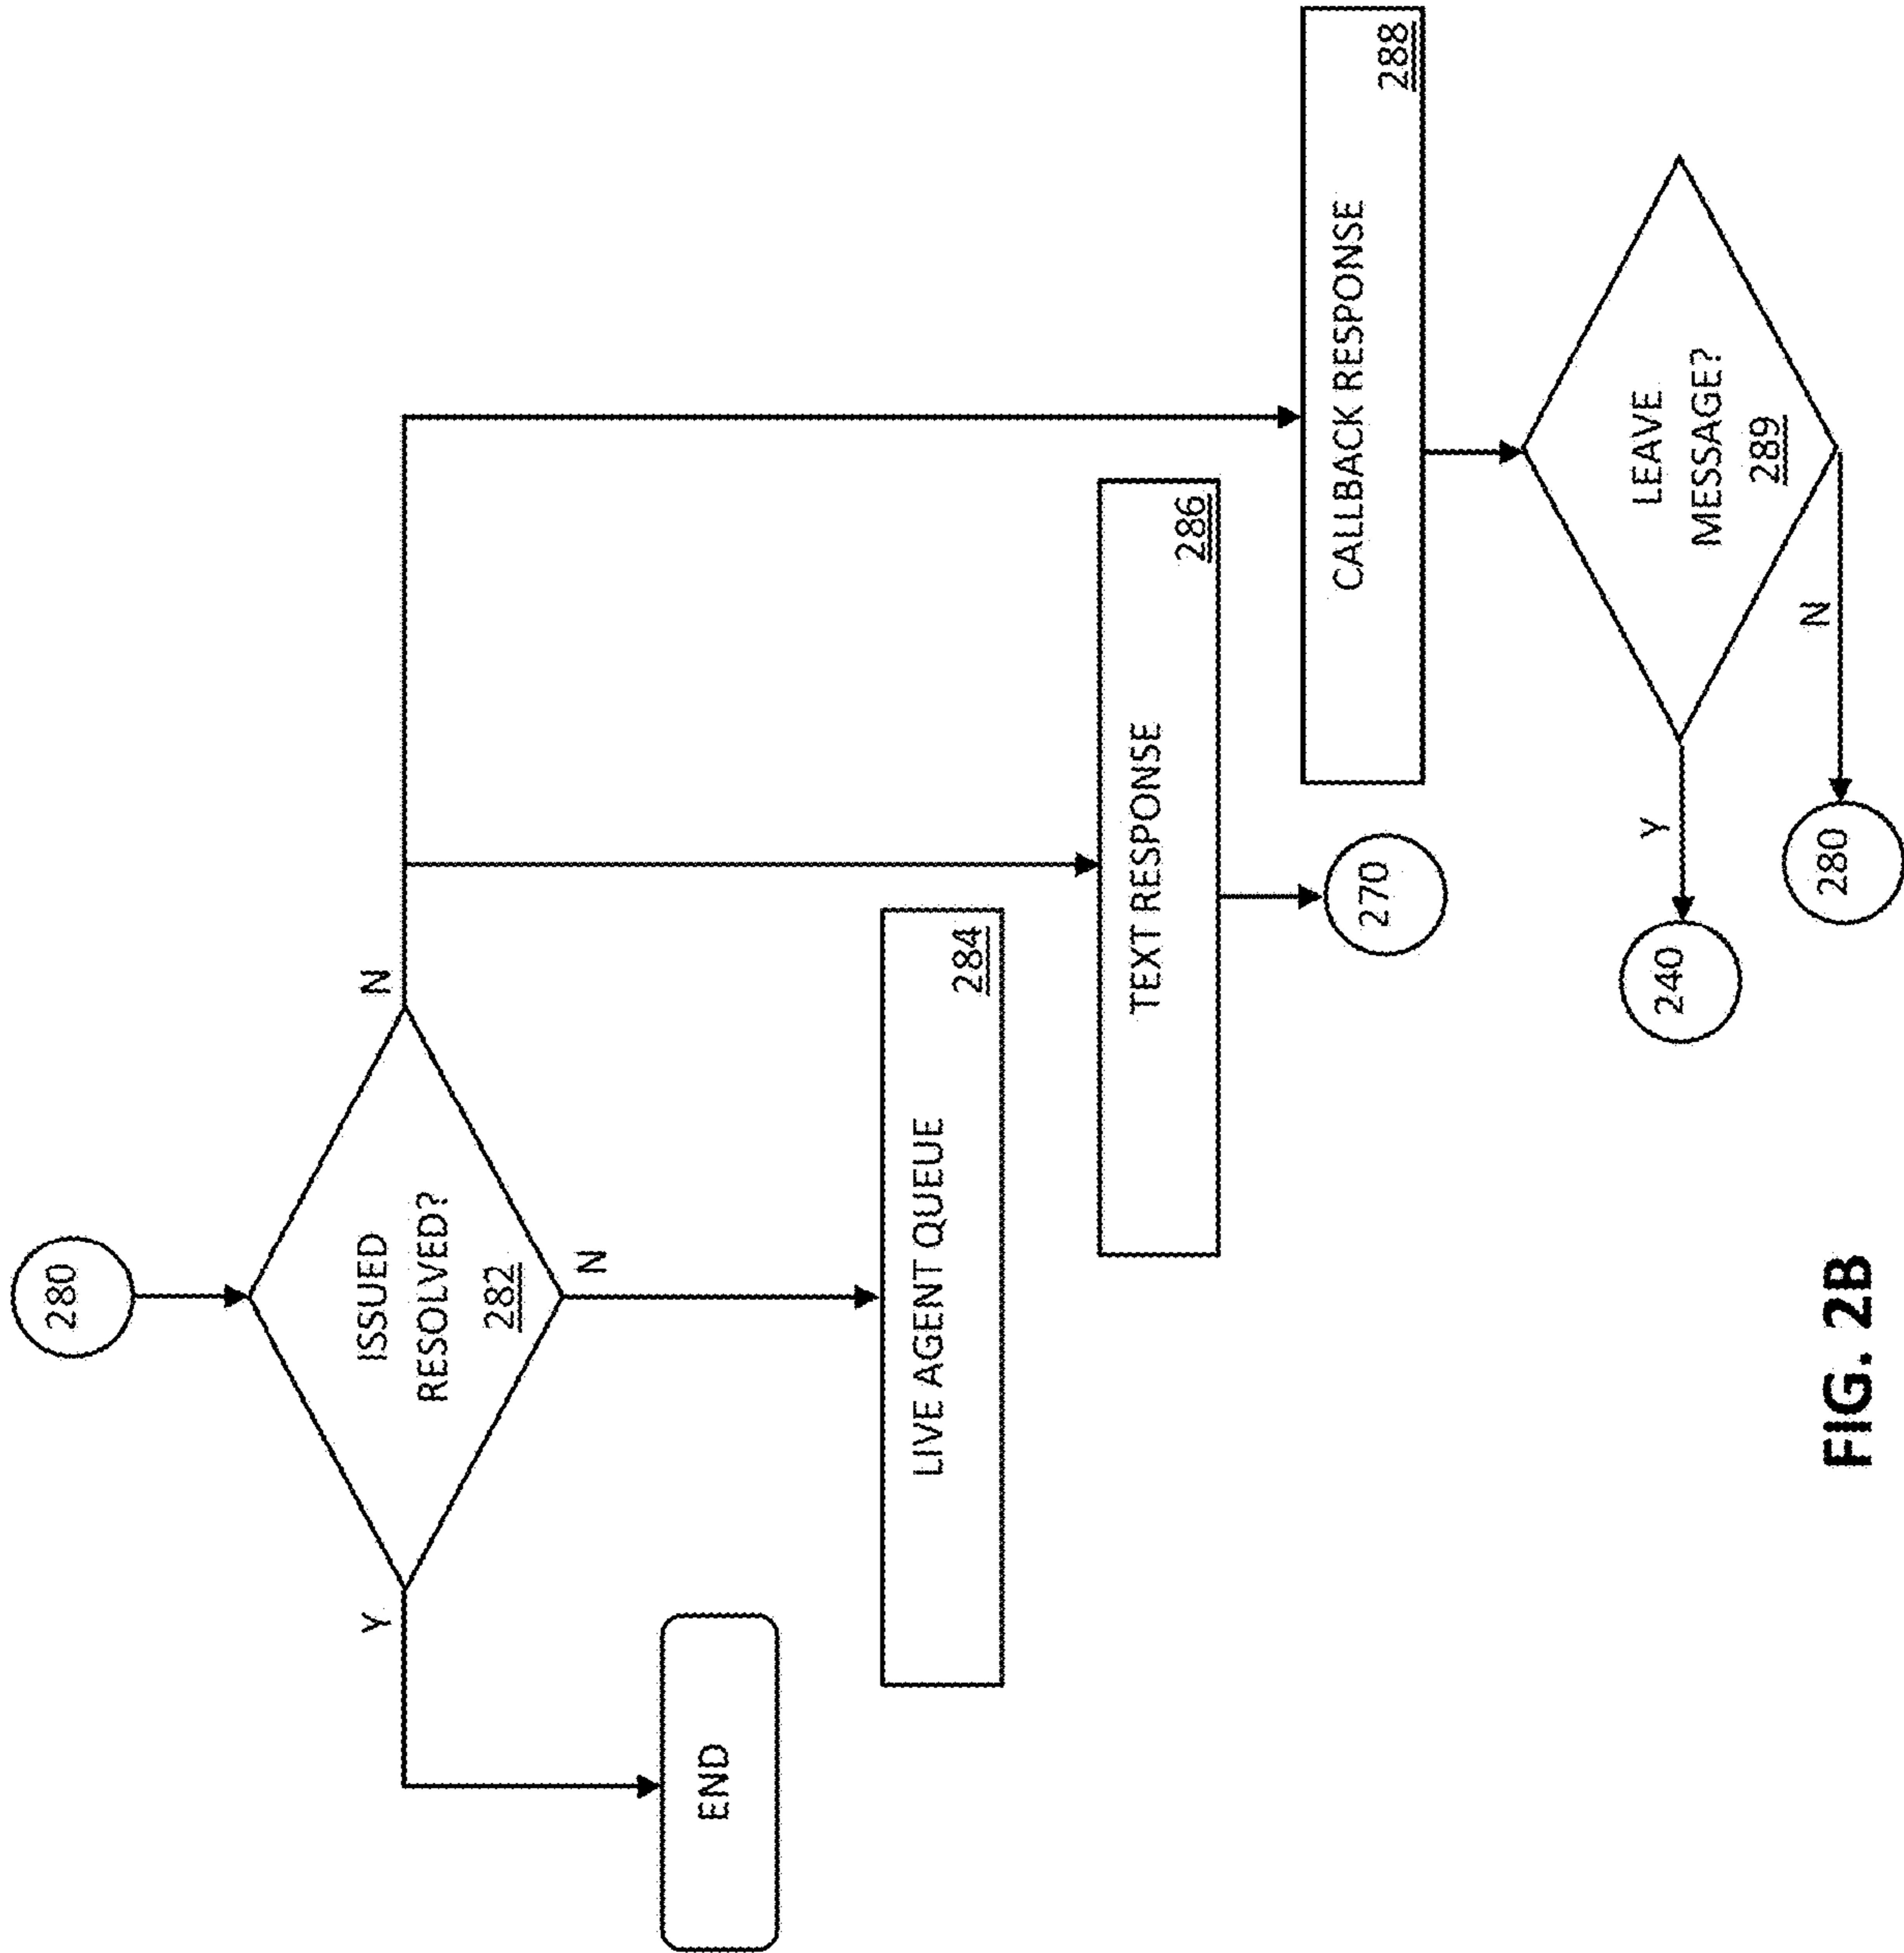 280
ISSUED
RESOLVED?
282
Y
N
N
END
LIVE AGENT QUEUE
284
TEXT RESPONSE
286
270
CALLBACK RESPONSE
288
LEAVE
MESSAGE?
289
Y
N
240
280
FIG. 2B